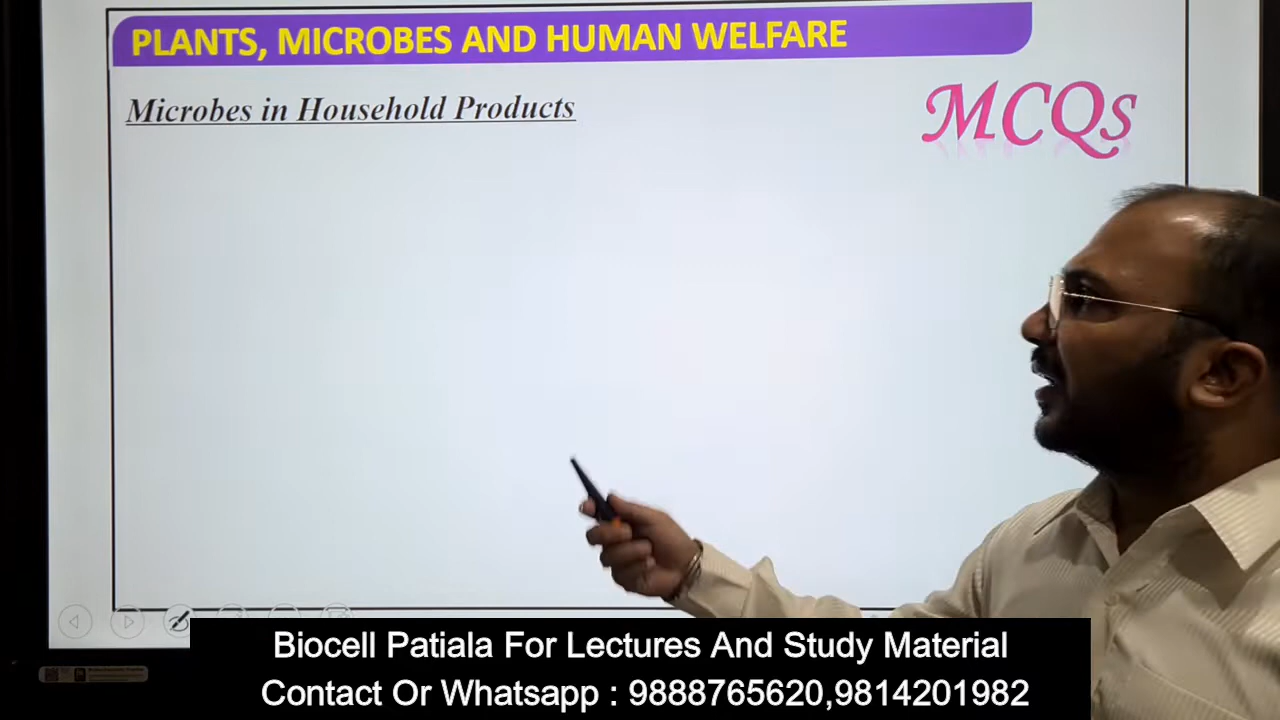 PLANTS, MICROBES AND HUMAN WELFARE
Microbes in Household Products
MCQs
Biocell Patiala For Lectures And Study Material
Contact Or Whatsapp : 9888765620,9814201982